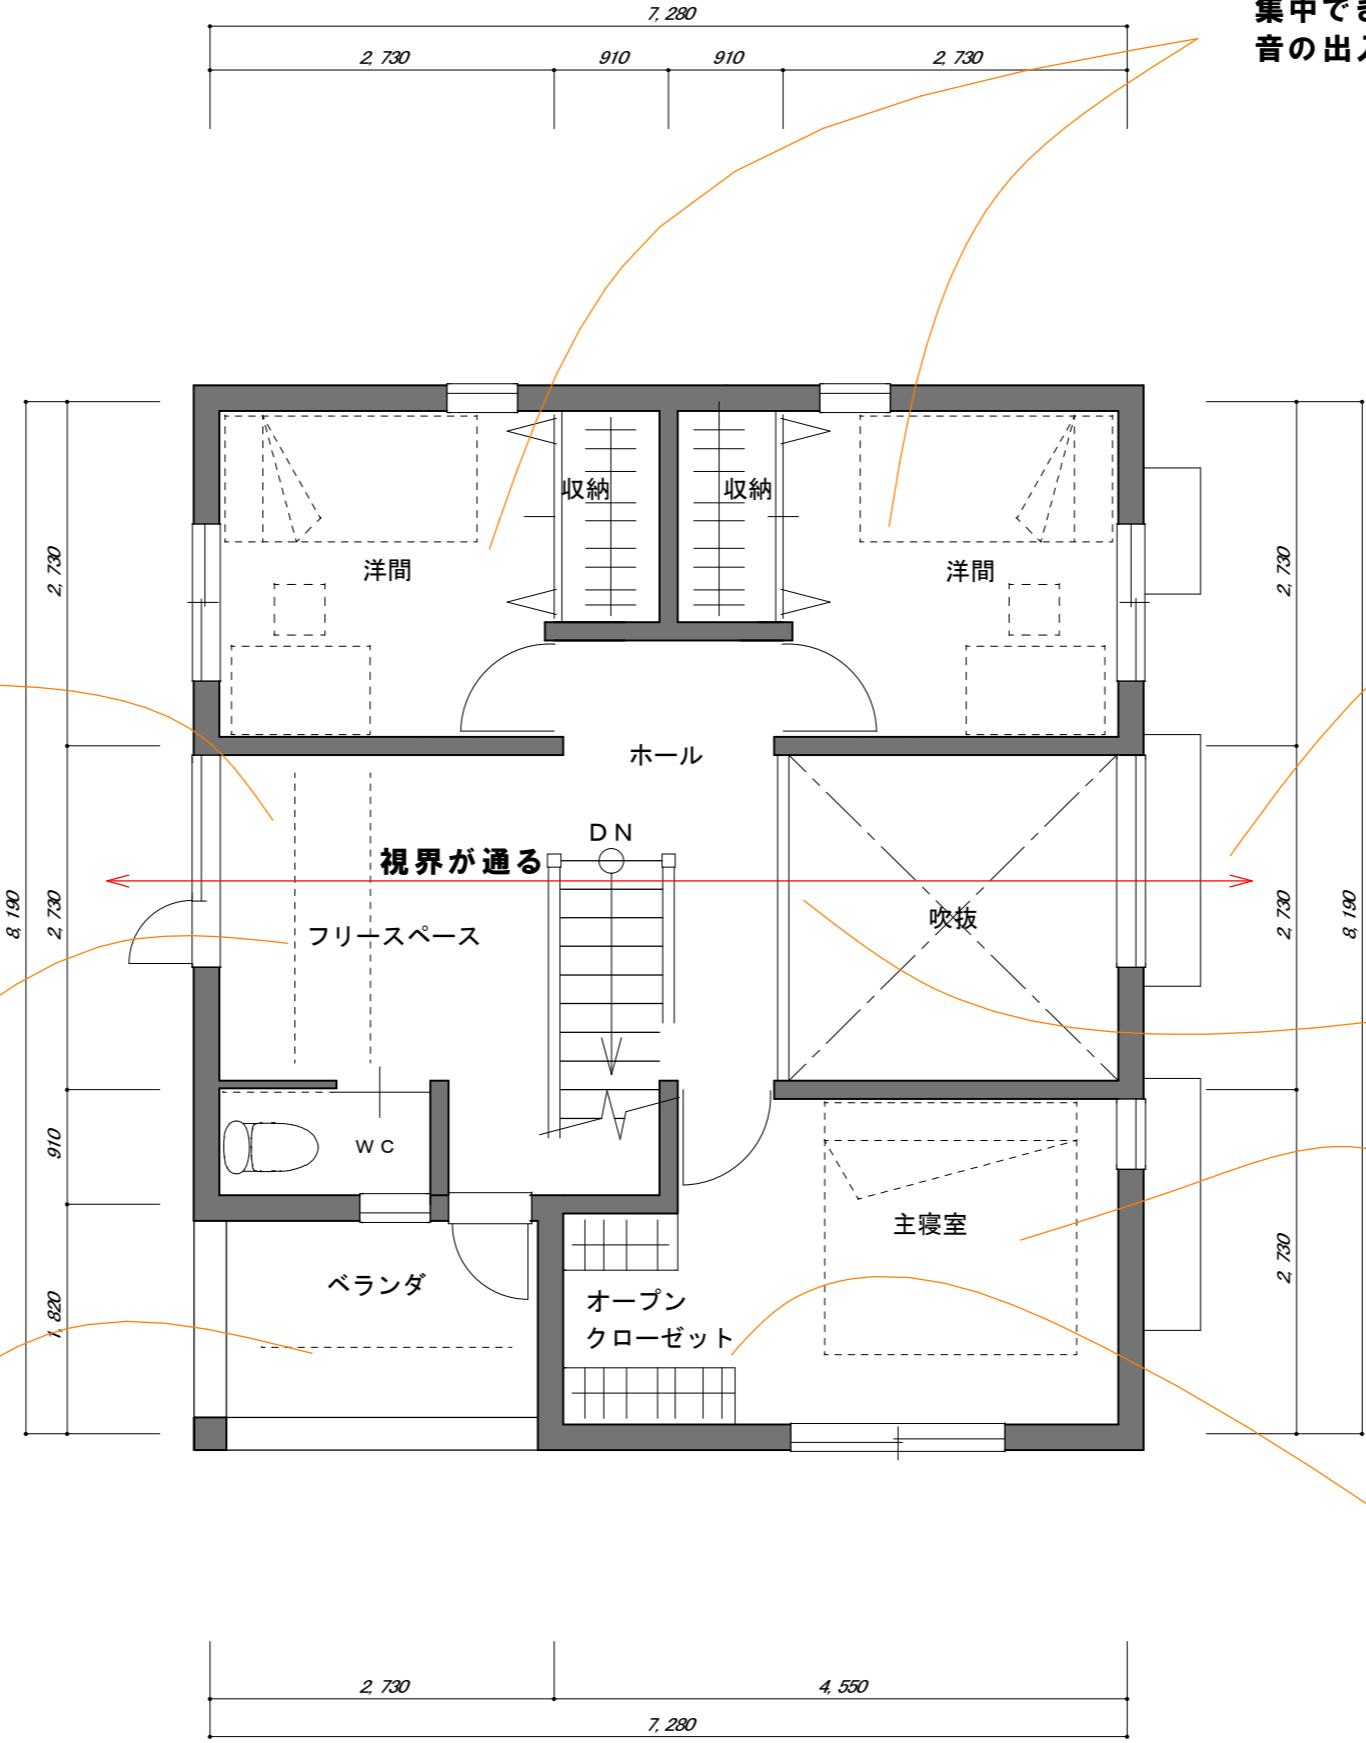 7,280
集中でき
音の出入
2,730
910
910
2,730
収納
収納
洋間
洋間
2,730
2,730
ホール
DN
視界が通る
8,190
2,730
フリースペース
吹抜
2,730
8,190
910
WC
主寝室
ベランダ
オープン
クローゼット
1,820
2,730
2,730
4,550
7,280